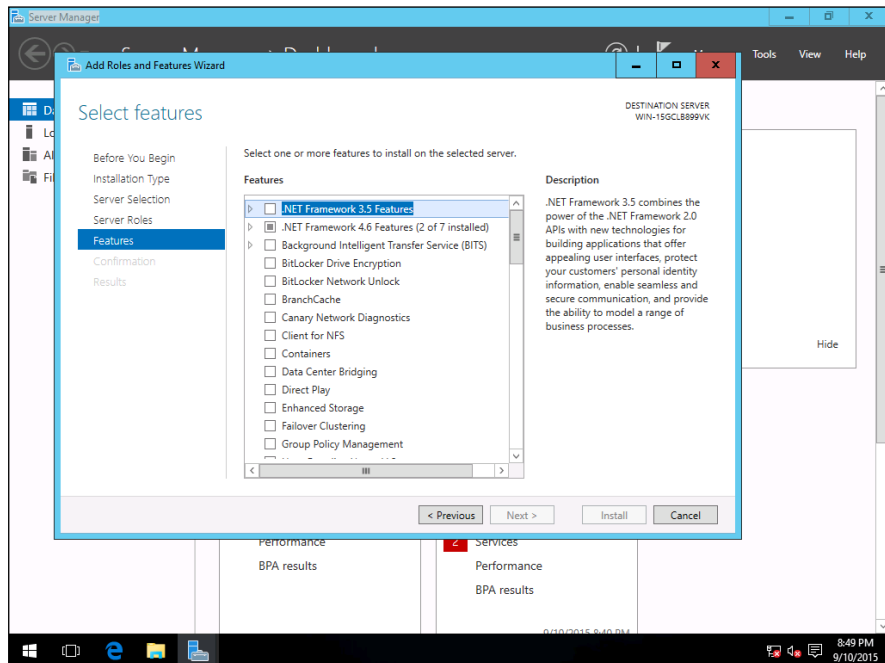 Server Manager
Tools View Help
Add Roles and Features Wizard
Select features
DESTINATION SERVER
WIN-15GCLB899VK
Before You Begin
Installation Type
Server Selection
Server Roles
Features
Confirmation
Results
Select one or more features to install on the selected server.
Features
.NET Framework 3.5 Features
.NET Framework 4.6 Features (2 of 7 installed)
Background Intelligent Transfer Service (BITS)
BitLocker Drive Encryption
BitLocker Network Unlock
BranchCache
Canary Network Diagnostics
Client for NFS
Containers
Data Center Bridging
Direct Play
Enhanced Storage
Failover Clustering
Group Policy Management
Description
.NET Framework 3.5 combines the
power of the .NET Framework 2.0
APIs with new technologies for
building applications that offer
appealing user interfaces, protect
your customers' personal identity
information, enable seamless and
secure communication, and provide
the ability to model a range of
business processes.
Hide
< Previous
Next >
Install
Cancel
Performance
BPA results
2 Services
Performance
BPA results
9/10/2015 8:40 PM
8:49 PM
9/10/2015